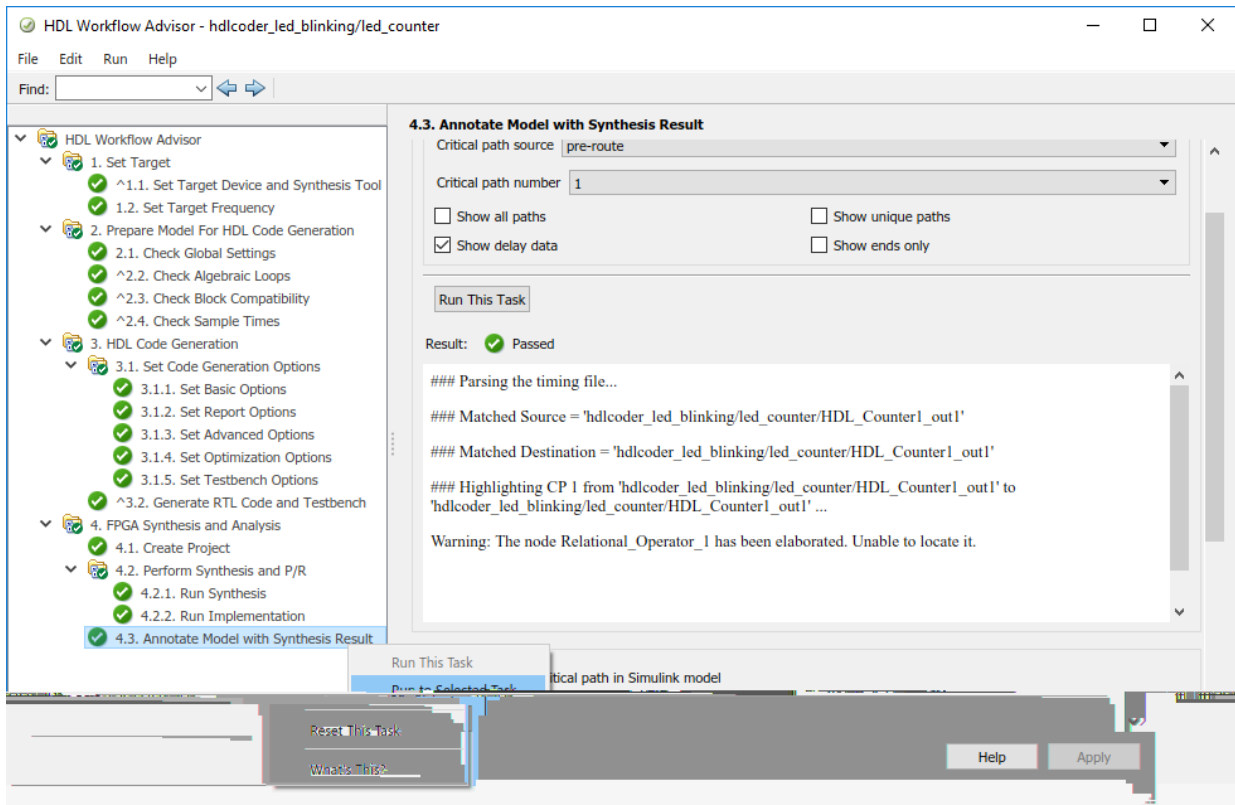 HDL Workflow Advisor - hdlcoder_led_blinking/led_counter
File Edit Run Help
Find:
HDL Workflow Advisor
1. Set Target
^1.1. Set Target Device and Synthesis Tool
1.2. Set Target Frequency
2. Prepare Model For HDL Code Generation
2.1. Check Global Settings
^2.2. Check Algebraic Loops
^2.3. Check Block Compatibility
^2.4. Check Sample Times
3. HDL Code Generation
3.1. Set Code Generation Options
3.1.1. Set Basic Options
3.1.2. Set Report Options
3.1.3. Set Advanced Options
3.1.4. Set Optimization Options
3.1.5. Set Testbench Options
^3.2. Generate RTL Code and Testbench
4. FPGA Synthesis and Analysis
4.1. Create Project
4.2. Perform Synthesis and P/R
4.2.1. Run Synthesis
4.2.2. Run Implementation
4.3. Annotate Model with Synthesis Result
4.3. Annotate Model with Synthesis Result
Critical path source pre-route
Critical path number 1
Show all paths Show unique paths
Show delay data Show ends only
Run This Task
Result: Passed
### Parsing the timing file...
### Matched Source = 'hdlcoder_led_blinking/led_counter/HDL_Counter1_out1'
### Matched Destination = 'hdlcoder_led_blinking/led_counter/HDL_Counter1_out1'
### Highlighting CP 1 from 'hdlcoder_led_blinking/led_counter/HDL_Counter1_out1' to
'hdlcoder_led_blinking/led_counter/HDL_Counter1_out1' ...
Warning: The node Relational_Operator_1 has been elaborated. Unable to locate it.
Run This Task
Run to Selected Task
path in Simulink model
Reset This Task
What's This?
Help Apply